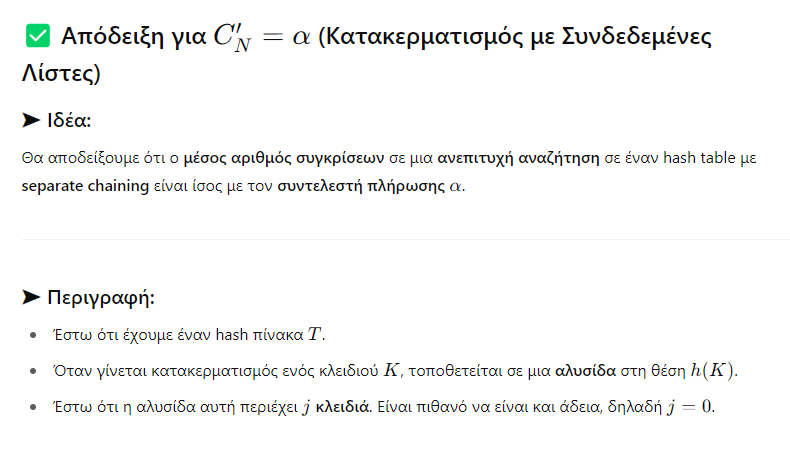 ✅ Απόδειξη για $C'_N = \alpha$ (Κατακερματισμός με Συνδεδεμένες
Λίστες)
➤ Ιδέα:
Θα αποδείξουμε ότι ο μέσος αριθμός συγκρίσεων σε μια ανεπιτυχή αναζήτηση σε έναν hash table με
separate chaining είναι ίσος με τον συντελεστή πλήρωσης $\alpha$.
➤ Περιγραφή:
• Έστω ότι έχουμε έναν hash πίνακα $T$.
• Όταν γίνεται κατακερματισμός ενός κλειδιού $K$, τοποθετείται σε μια αλυσίδα στη θέση $h(K)$.
• Έστω ότι η αλυσίδα αυτή περιέχει $j$ κλειδιά. Είναι πιθανό να είναι και άδεια, δηλαδή $j = 0$.